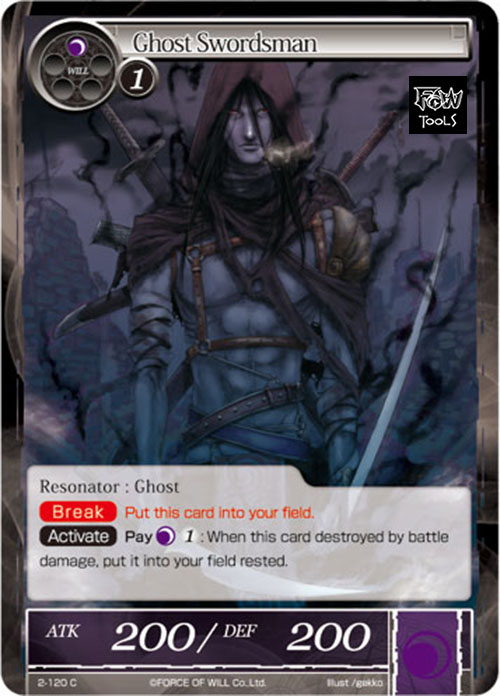 Ghost Swordsman
WILL
1
FOW
TOOLS
Resonator : Ghost
Break Put this card into your field.
Activate Pay 1 : When this card destroyed by battle
damage, put it into your field rested.
ATK 200 / DEF 200
2-120 C ©FORCE OF WILL Co.,Ltd. Illust /gekko